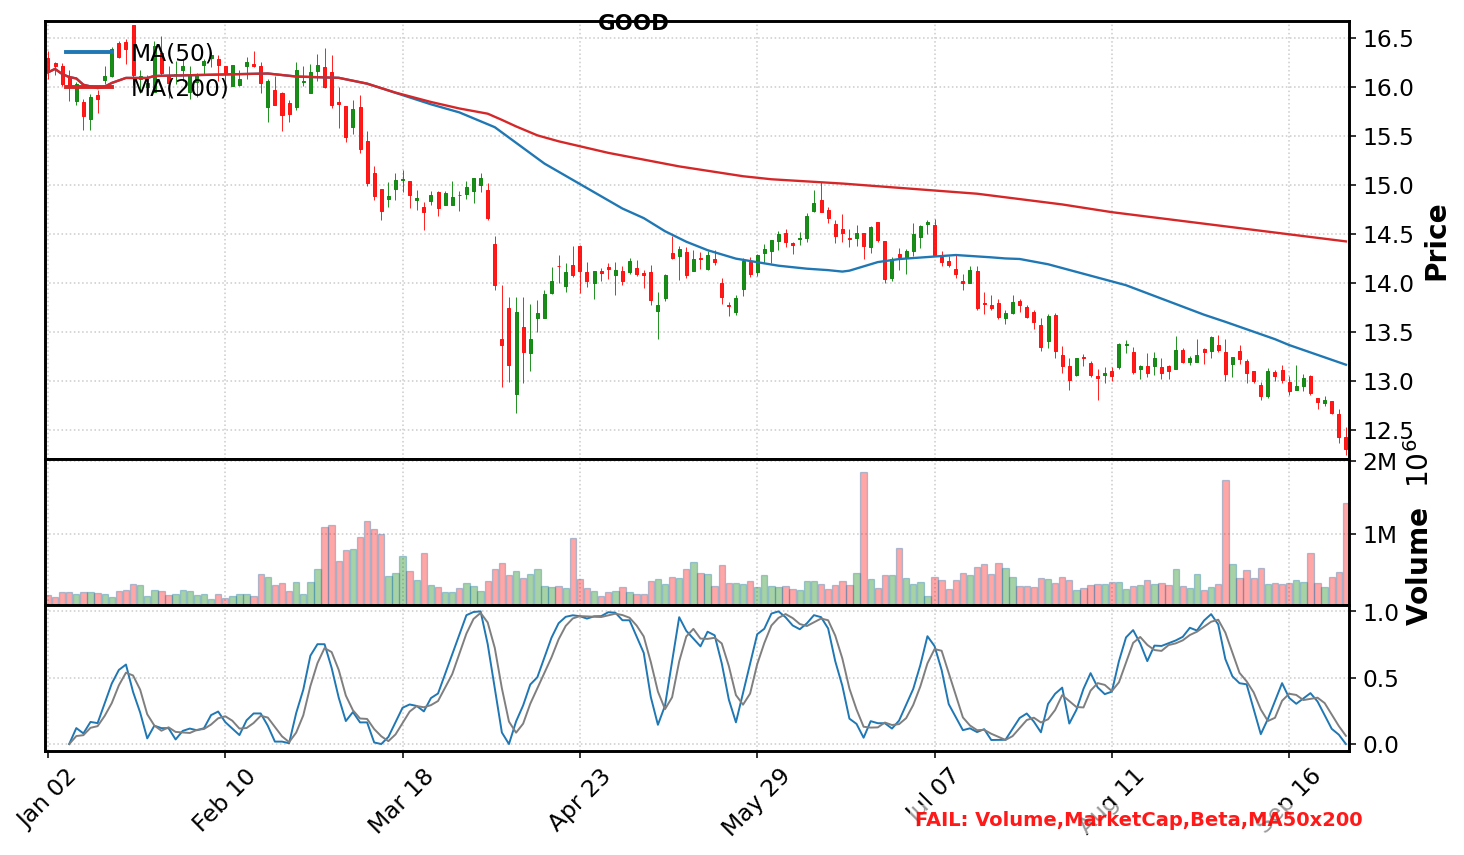 GOOD
MA(50)
MA(200)
16.5
16.0
15.5
15.0
14.5
14.0
13.5
13.0
12.5
Price
2M
1M
Volume 10^6
1.0
0.5
0.0
Jan 02
Feb 10
Mar 18
Apr 23
May 29
Jul 07
Aug 11
Sep 16
FAIL: Volume,MarketCap,Beta,MA50x200